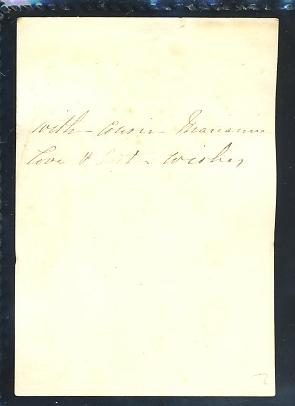 With - Cousin - Marianne
Love & best - wishes